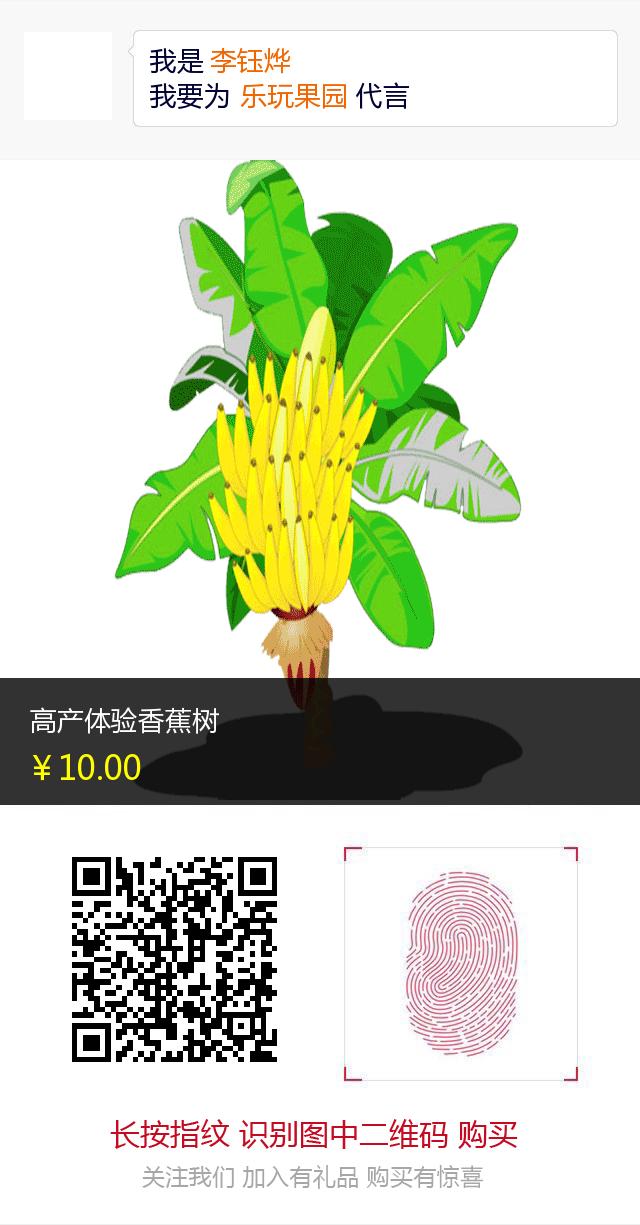 我是 李钰烨
我要为 乐玩果园 代言
高产体验香蕉树
￥10.00
长按指纹 识别图中二维码 购买
关注我们 加入有礼品 购买有惊喜